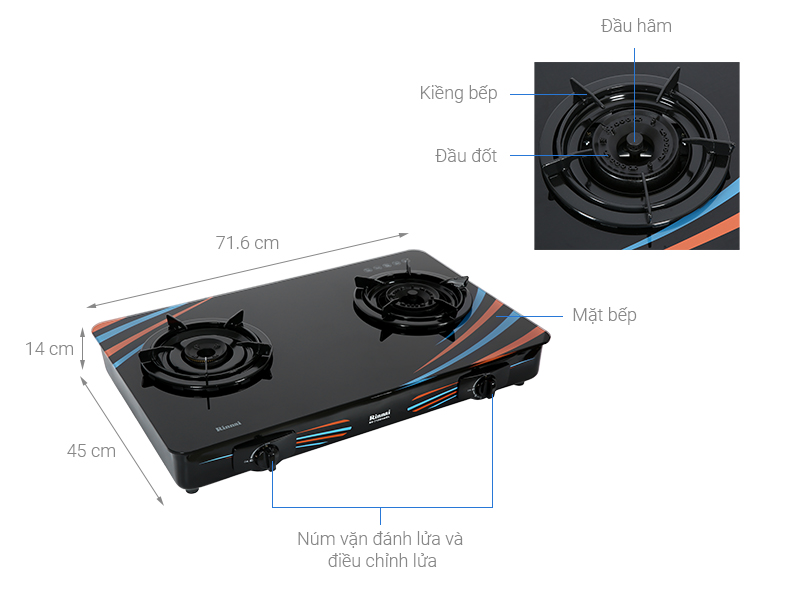 Đầu hâm
Kiềng bếp
Đầu đốt
71.6 cm
14 cm
Mặt bếp
45 cm
Rinnai
Rinnai
Núm vặn đánh lửa và
điều chỉnh lửa